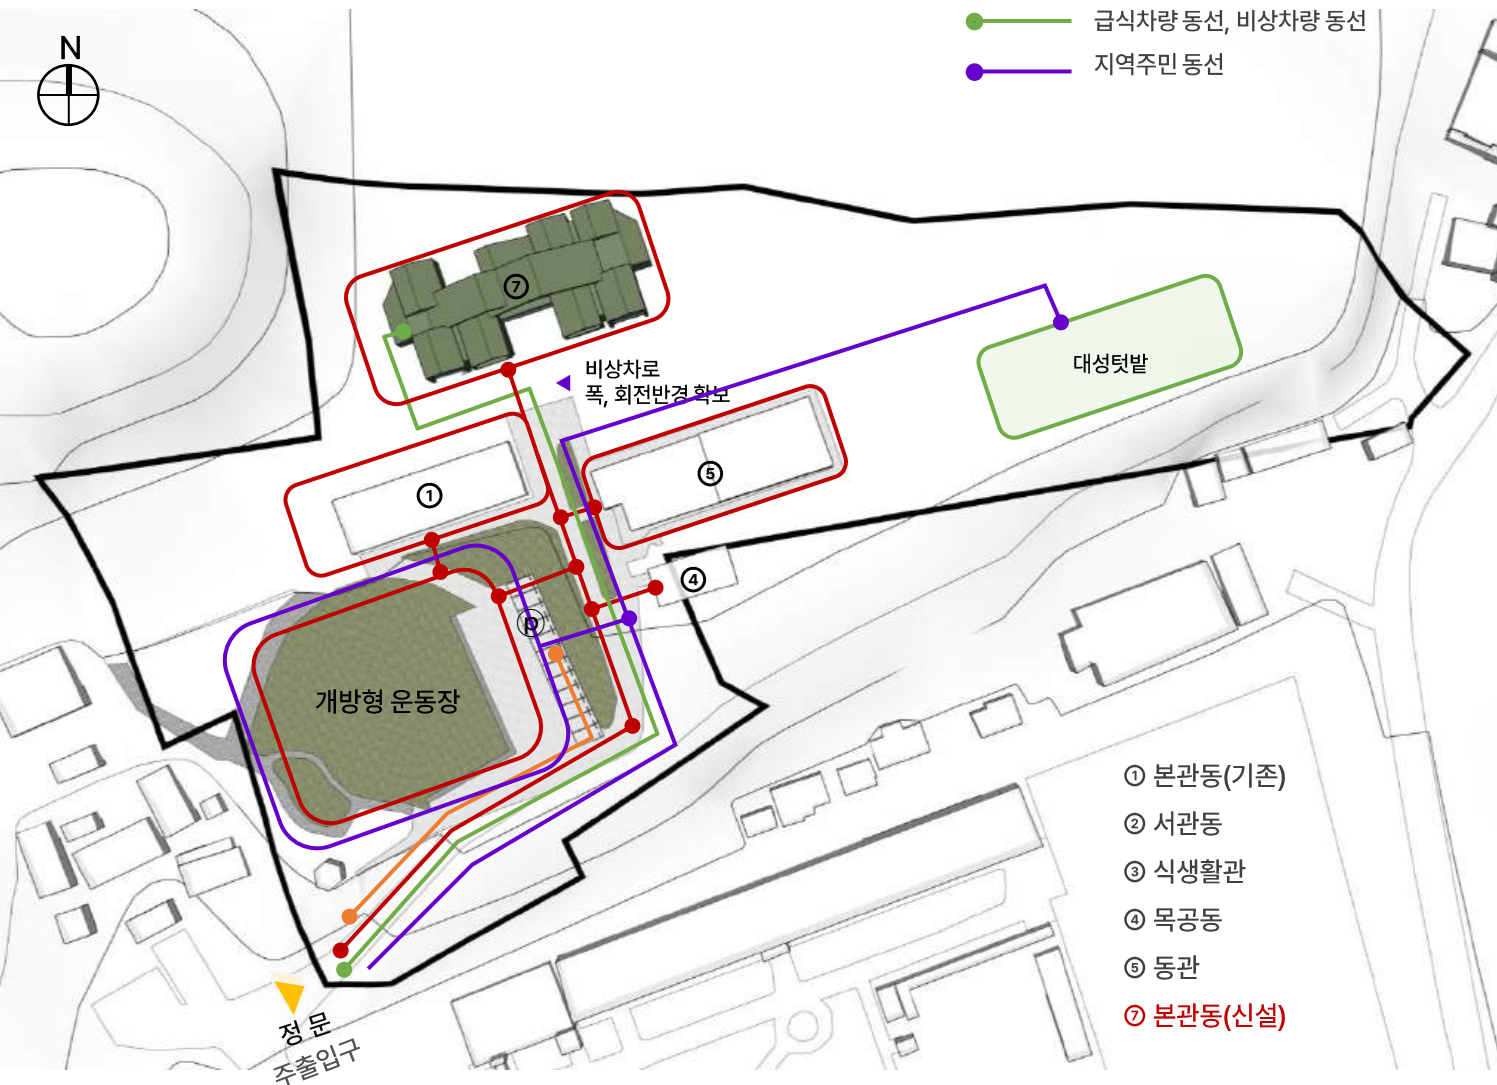 급식차량 동선, 비상차량 동선
지역주민 동선
N
⑦
비상차로
폭, 회전반경 확보
대성텃밭
①
⑤
④
ⓟ
개방형 운동장
① 본관동(기존)
② 서관동
③ 식생활관
④ 목공동
⑤ 동관
⑦ 본관동(신설)
정 문
주출입구